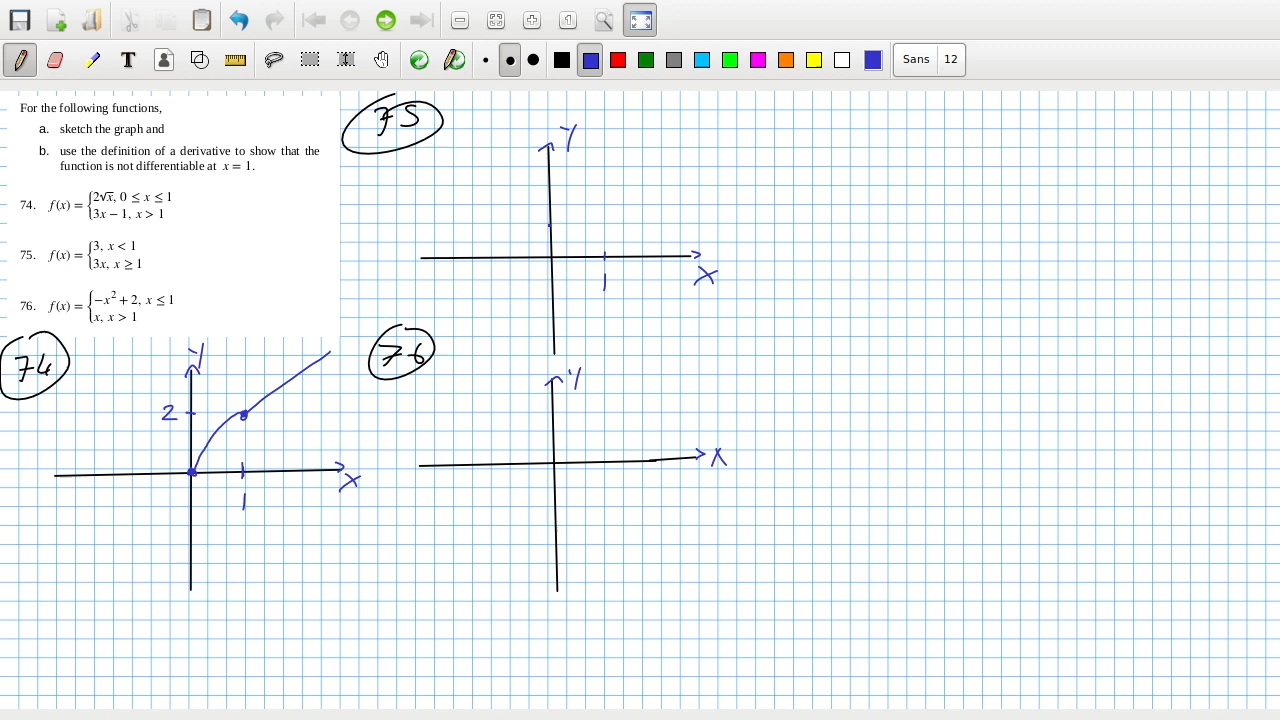 Sans 12
For the following functions,
a. sketch the graph and
b. use the definition of a derivative to show that the
function is not differentiable at x = 1.
74. f(x) = {2√x, 0 ≤ x ≤ 1
3x − 1, x > 1
75. f(x) = {3, x < 1
3x, x ≥ 1
76. f(x) = {−x² + 2, x ≤ 1
x, x > 1
75
Y
1
X
74
Y
2
1
X
76
Y
X